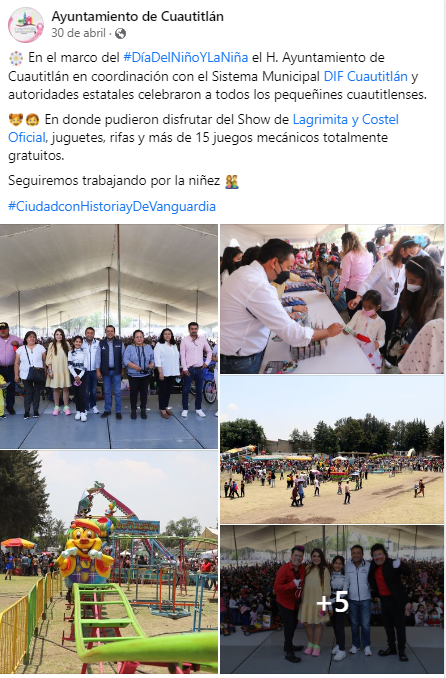 Ayuntamiento de Cuautitlán
30 de abril ·
En el marco del #DíaDelNiñoYLaNiña el H. Ayuntamiento de
Cuautitlán en coordinación con el Sistema Municipal DIF Cuautitlán y
autoridades estatales celebraron a todos los pequeñines cuautitlenses.
En donde pudieron disfrutar del Show de Lagrimita y Costel
Oficial, juguetes, rifas y más de 15 juegos mecánicos totalmente
gratuitos.
Seguiremos trabajando por la niñez
#CiudadconHistoriayDeVanguardia
+5